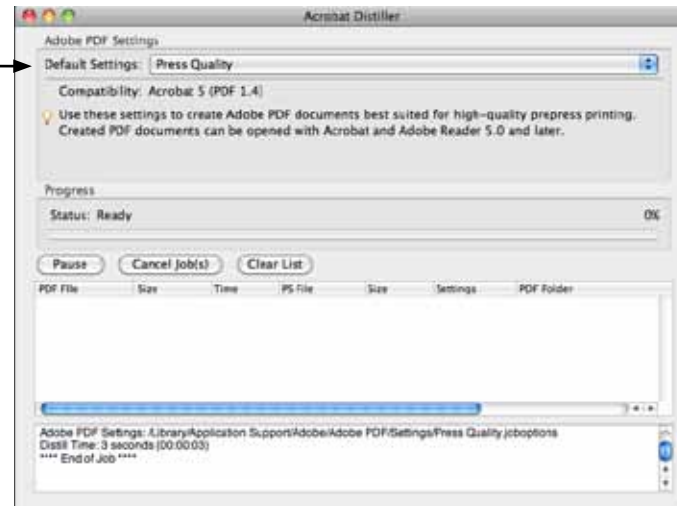 Acrobat Distiller
Adobe PDF Settings
Default Settings: Press Quality
Compatibility: Acrobat 5 (PDF 1.4)
Use these settings to create Adobe PDF documents best suited for high-quality prepress printing.
Created PDF documents can be opened with Acrobat and Adobe Reader 5.0 and later.
Progress
Status: Ready 0%
Pause Cancel Job(s) Clear List
PDF File Size Time PS File Size Settings PDF Folder
Adobe PDF Settings: /Library/Application Support/Adobe/Adobe PDF/Settings/Press Quality.joboptions
Distill Time: 3 seconds (00:00:03)
**** End of Job ****